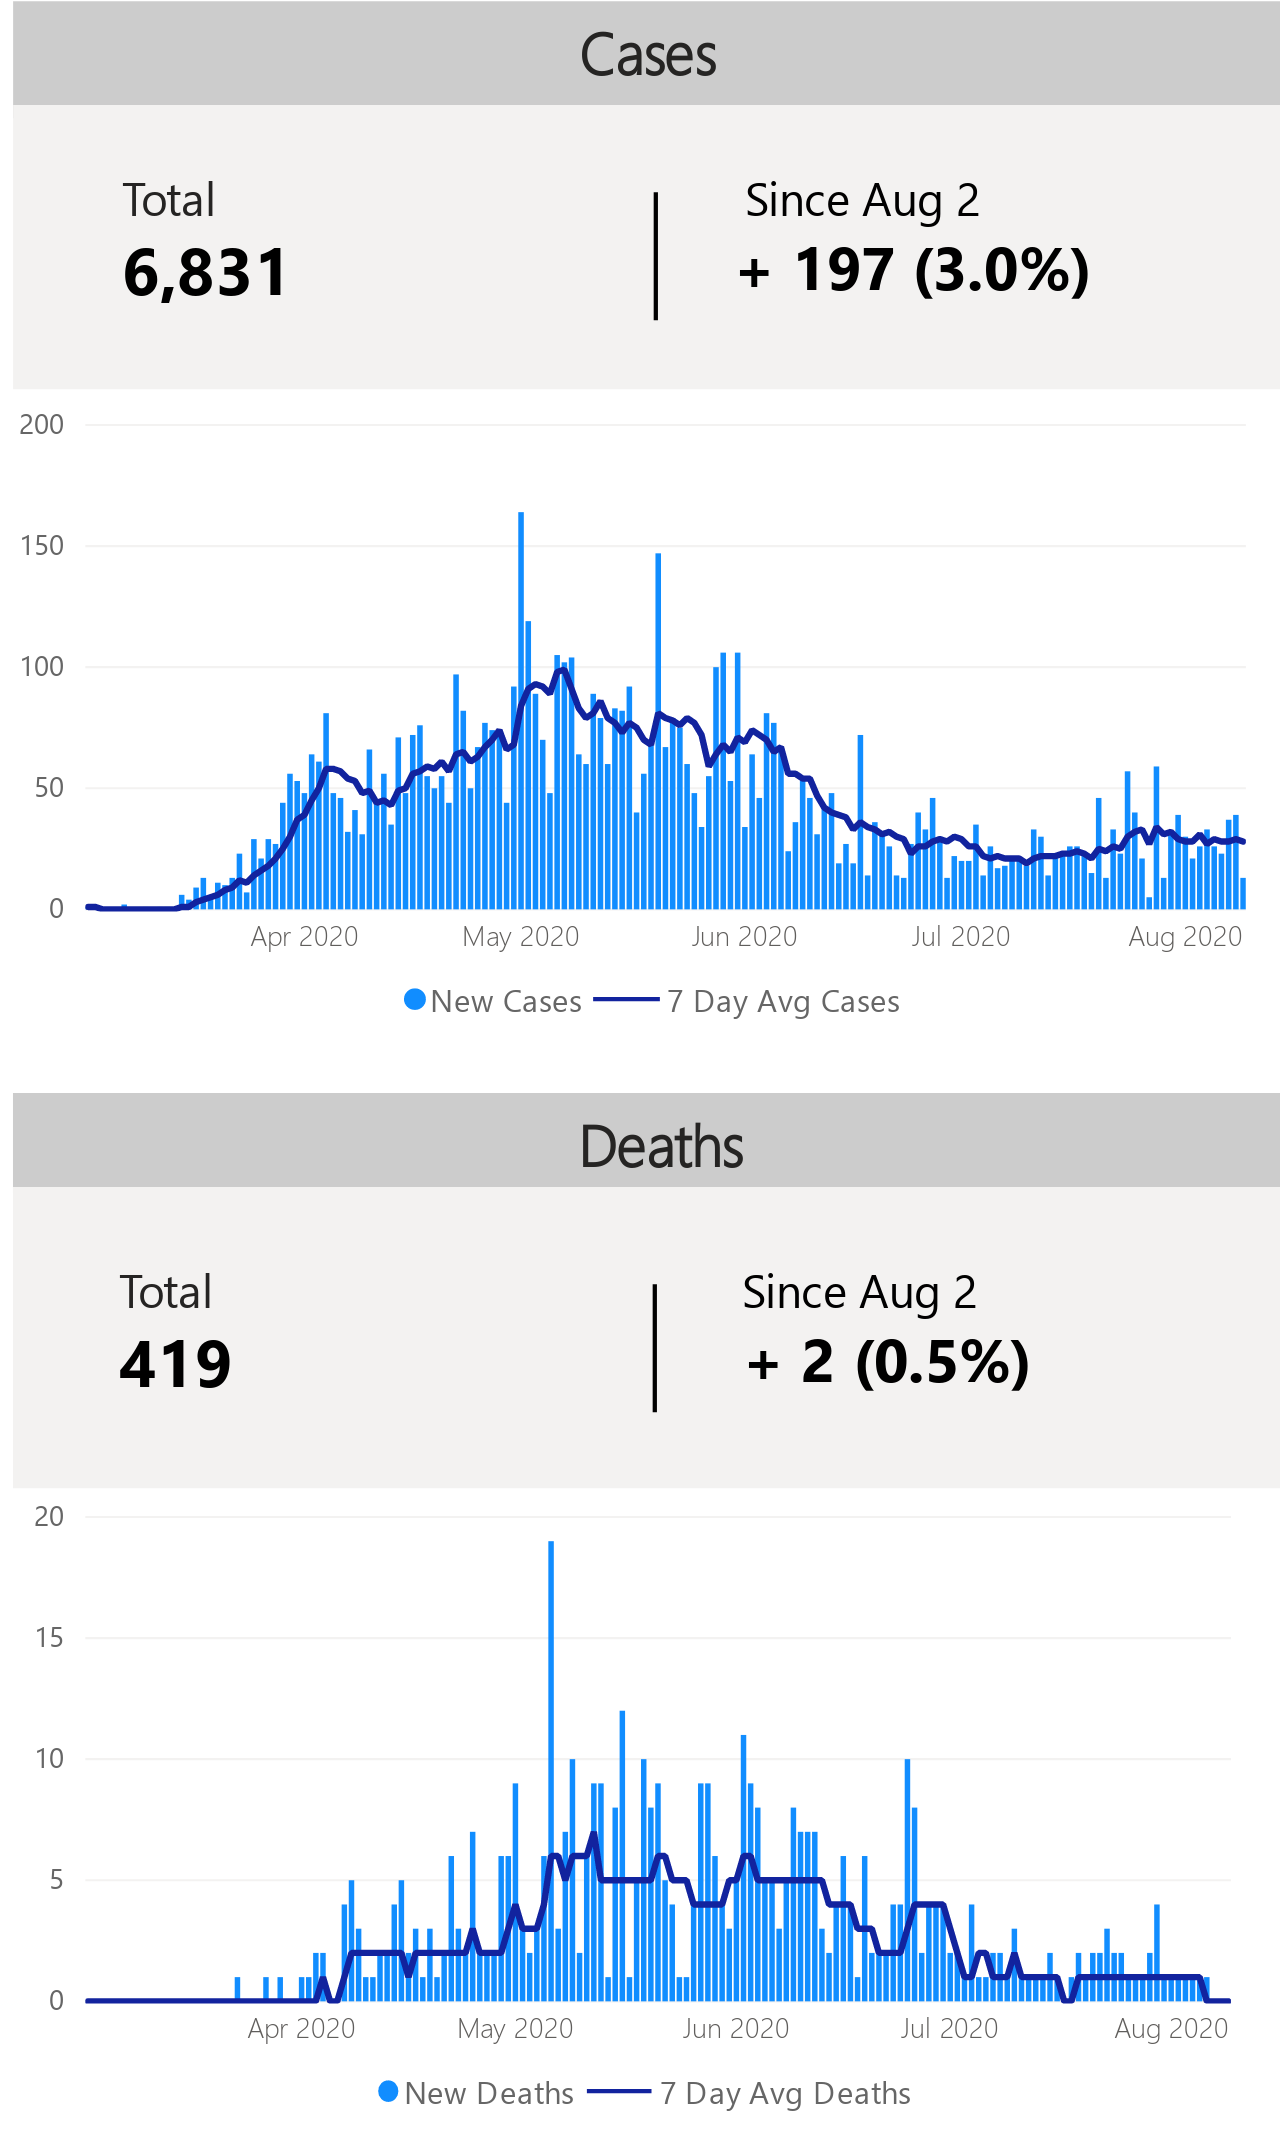 Cases
Total
Since Aug 2
6,831
+ 197 (3.0%)
200
150
100
50
0
Apr 2020
May 2020
Jun 2020
Jul 2020
Aug 2020
New Cases
7 Day Avg Cases
Deaths
Total
Since Aug 2
419
+ 2 (0.5%)
20
15
10
5
0
Apr 2020
May 2020
Jun 2020
Jul 2020
Aug 2020
New Deaths
7 Day Avg Deaths